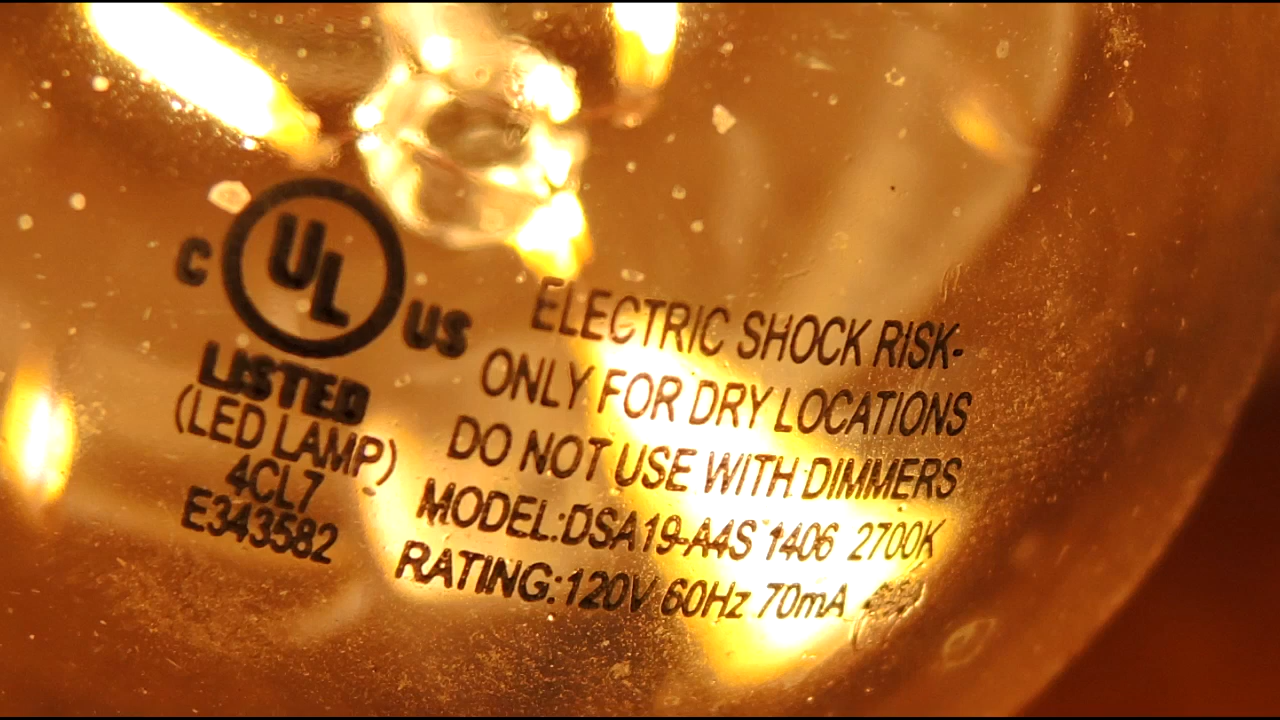 C UL US
LISTED
(LED LAMP)
4CL7
E343582
ELECTRIC SHOCK RISK-
ONLY FOR DRY LOCATIONS
DO NOT USE WITH DIMMERS
MODEL:DSA19-A4S 1406 2700K
RATING:120V 60Hz 70mA